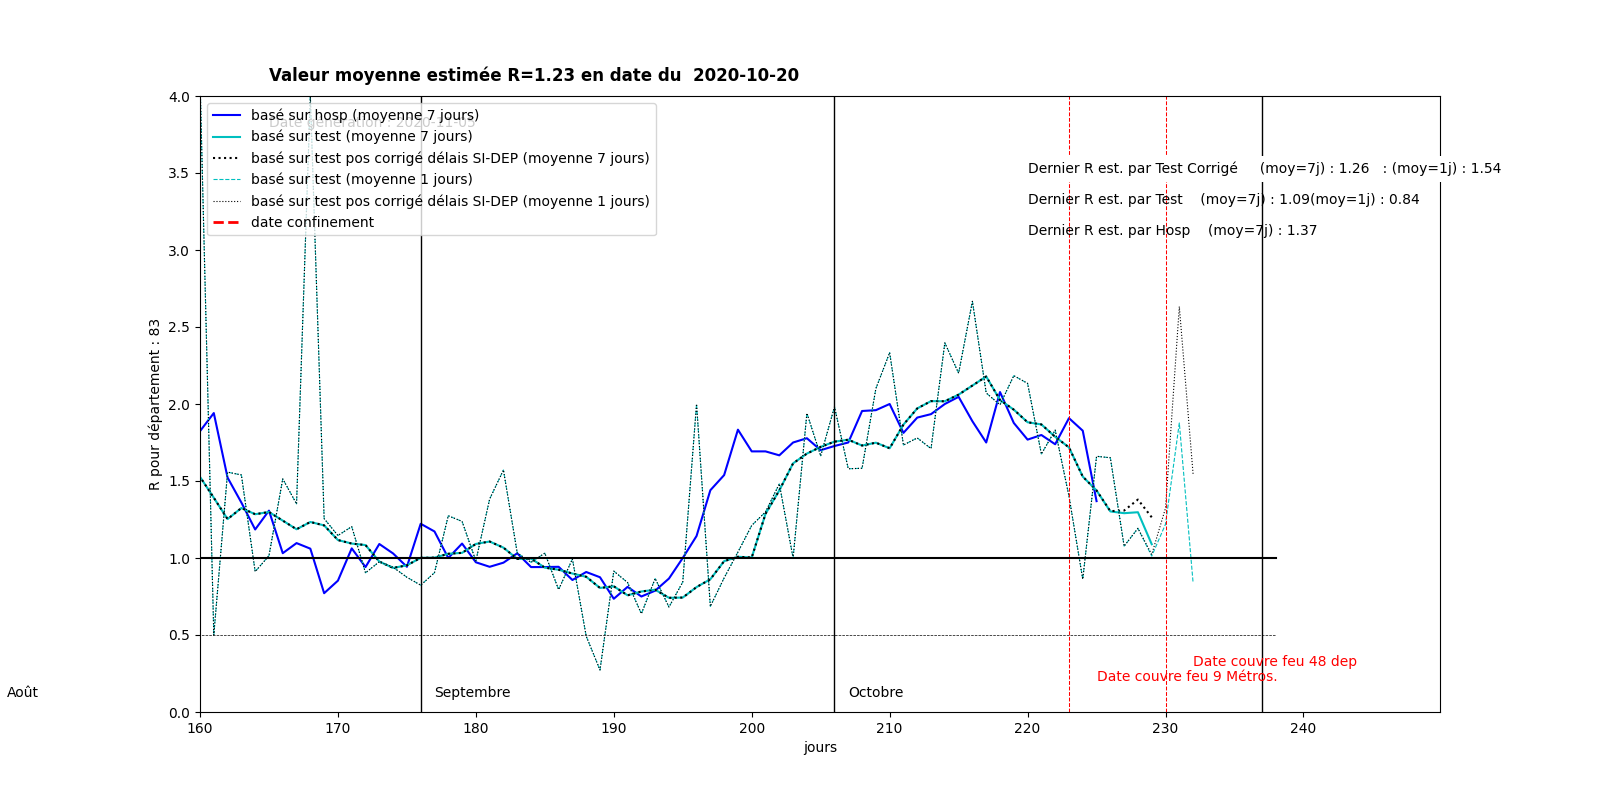 Valeur moyenne estimée R=1.23 en date du  2020-10-20
Date génération : 2020-11-05
basé sur hosp (moyenne 7 jours)
basé sur test (moyenne 7 jours)
basé sur test pos corrigé délais SI-DEP (moyenne 7 jours)
basé sur test (moyenne 1 jours)
basé sur test pos corrigé délais SI-DEP (moyenne 1 jours)
date confinement
Dernier R est. par Test Corrigé     (moy=7j) : 1.26   : (moy=1j) : 1.54
Dernier R est. par Test    (moy=7j) : 1.09(moy=1j) : 0.84
Dernier R est. par Hosp    (moy=7j) : 1.37
R pour département : 83
4.0
3.5
3.0
2.5
2.0
1.5
1.0
0.5
0.0
Date couvre feu 48 dep
Date couvre feu 9 Métros.
Août
Septembre
Octobre
160 170 180 190 200 210 220 230 240
jours